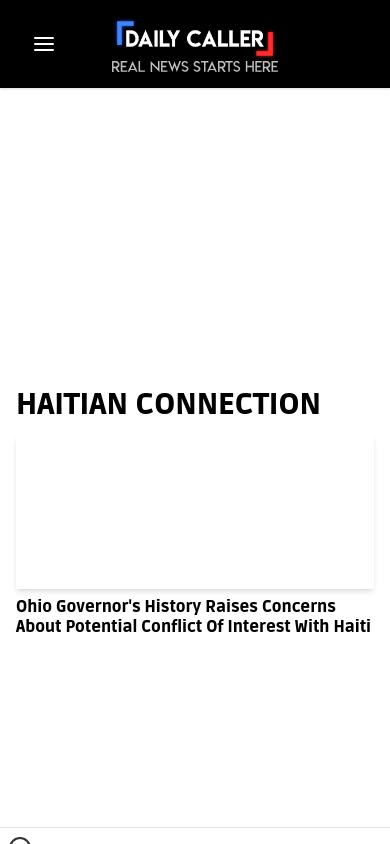 DAILY CALLER
REAL NEWS STARTS HERE
HAITIAN CONNECTION
Ohio Governor's History Raises Concerns
About Potential Conflict Of Interest With Haiti